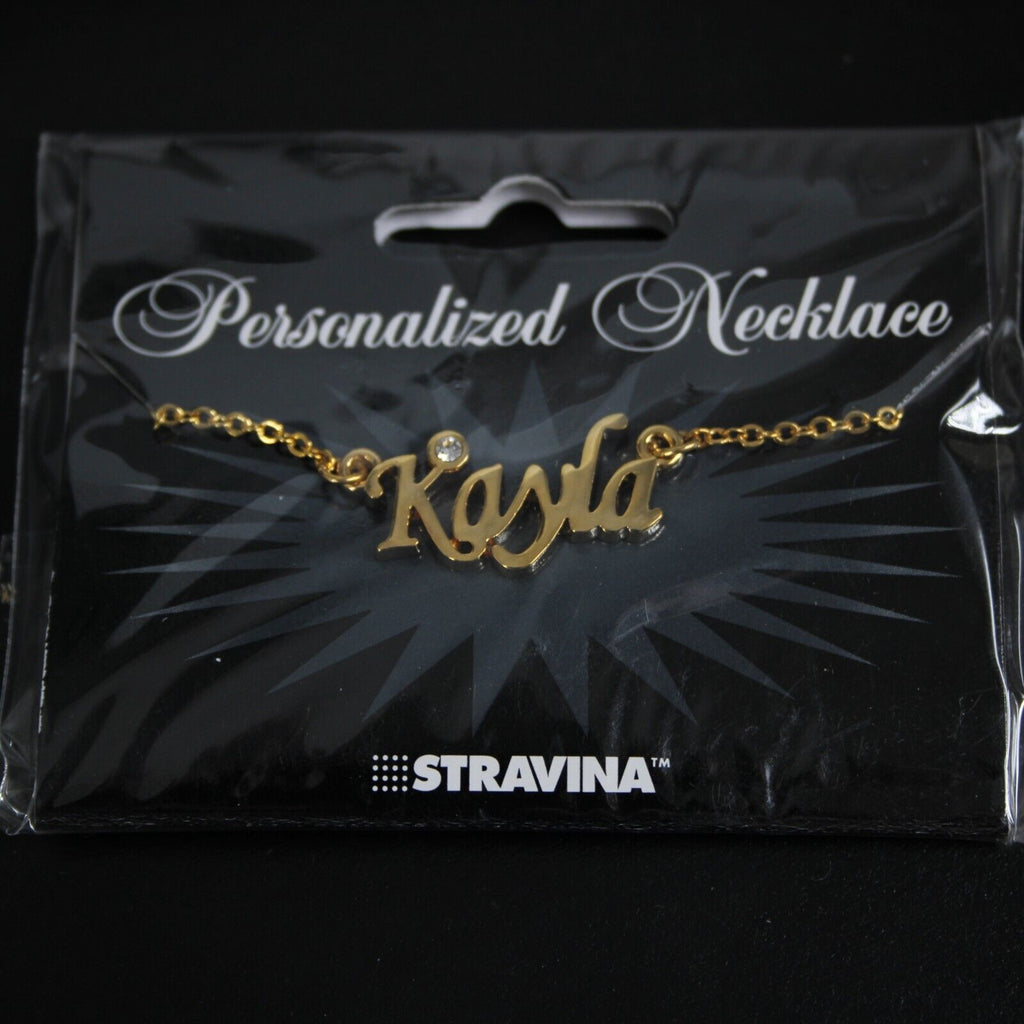 Personalized Necklace
Kayla
STRAVINA™